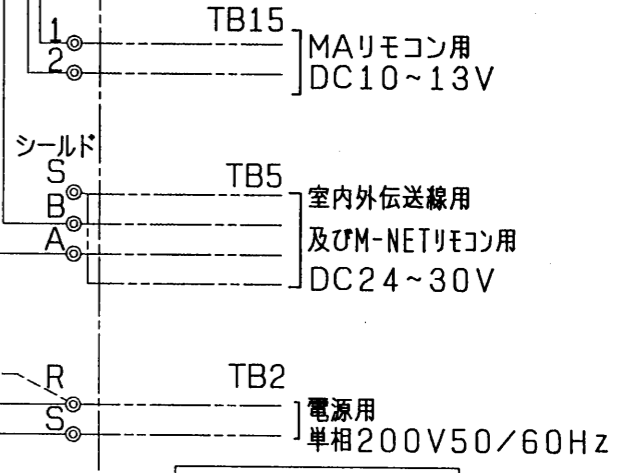 TB15
1
2
MAリモコン用
DC10~13V
シールド
S
TB5
B
A
室内外伝送線用
及びM-NETリモコン用
DC24~30V
R
TB2
S
電源用
単相200V50/60Hz